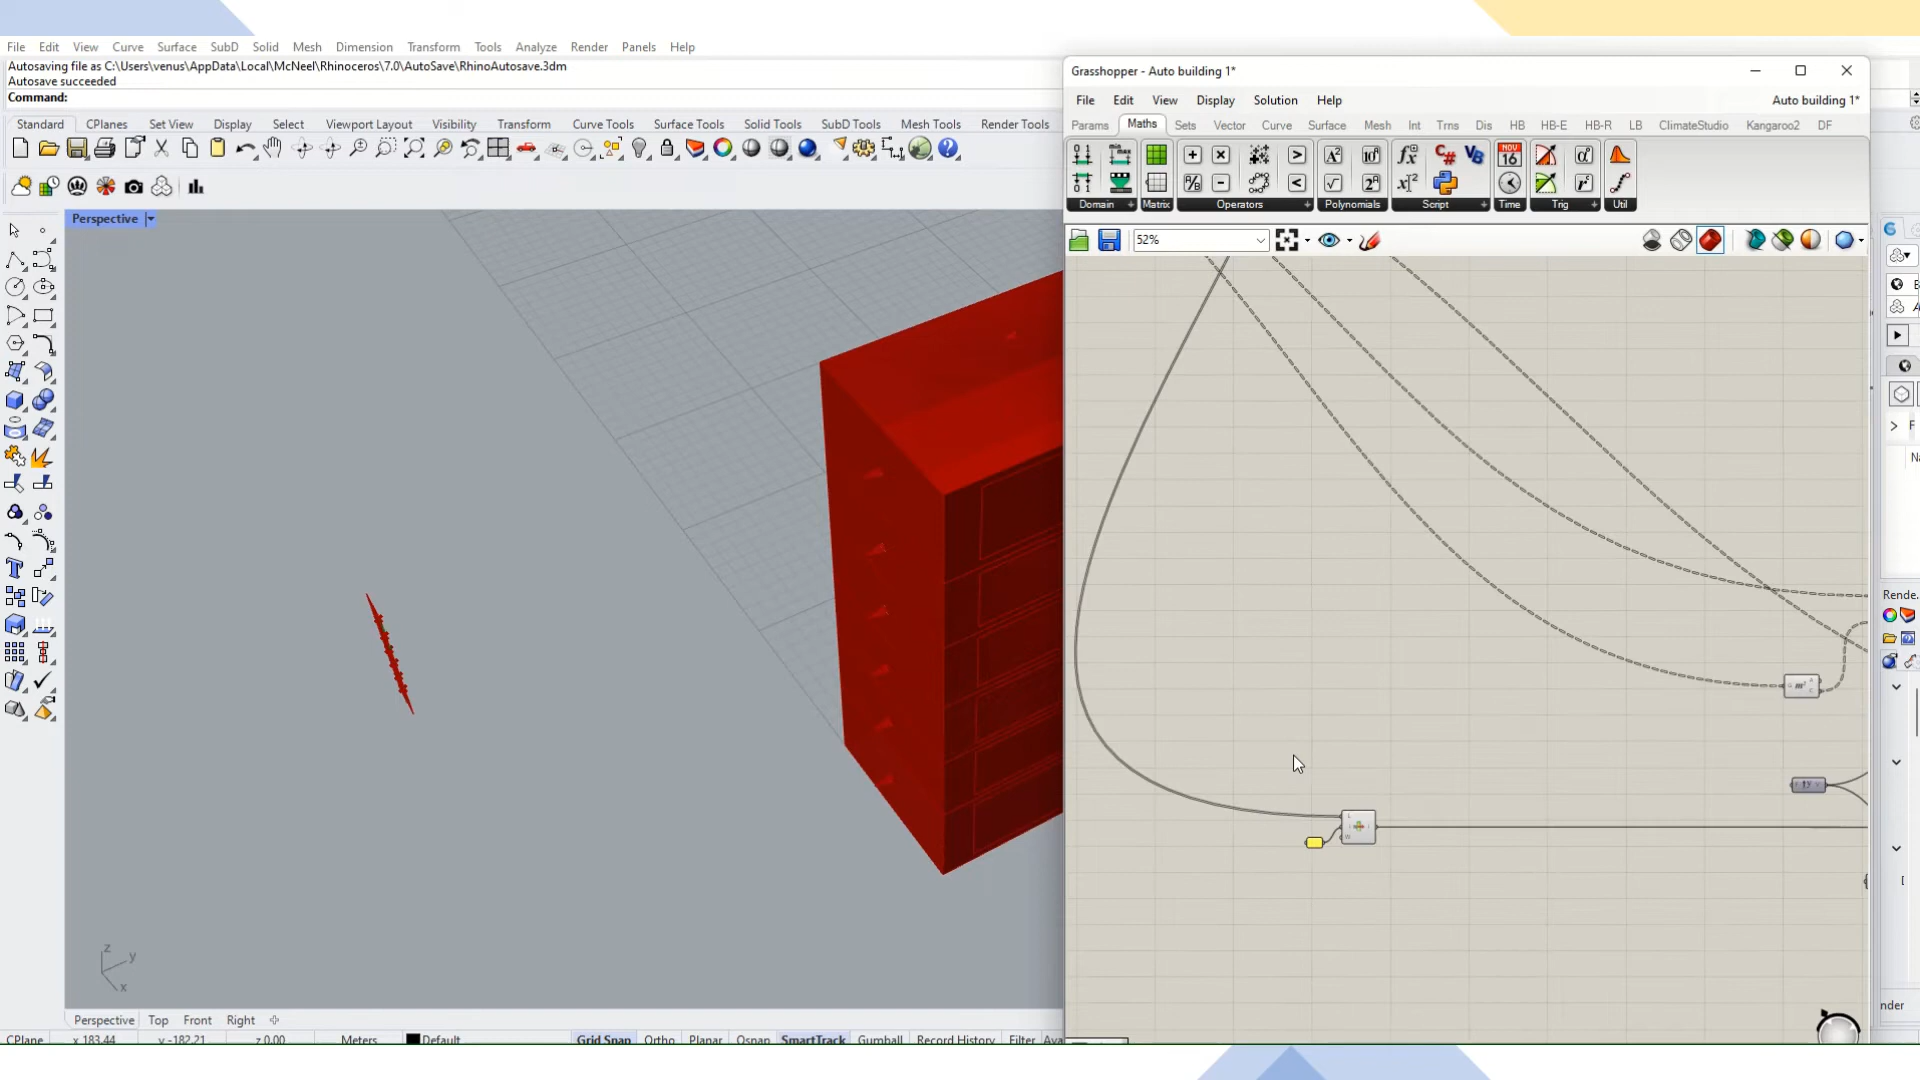 File Edit View Curve Surface SubD Solid Mesh Dimension Transform Tools Analyze Render Panels Help
Autosaving file as C:\Users\venus\AppData\Local\McNeel\Rhinoceros\7.0\AutoSave\RhinoAutosave.3dm
Autosave succeeded
Command:
Standard CPlanes Set View Display Select Viewport Layout Visibility Transform Curve Tools Surface Tools Solid Tools SubD Tools Mesh Tools Render Tools
Perspective
z
y
x
Perspective Top Front Right
CPlane x 183.44 y -182.21 z 0.00 Meters Default Grid Snap Ortho Planar Osnap SmartTrack Gumball Record History Filter
Grasshopper - Auto building 1*
File Edit View Display Solution Help Auto building 1*
Params Maths Sets Vector Curve Surface Mesh Int Trns Dis HB HB-E HB-R LB ClimateStudio Kangaroo2 DF
Domain Matrix Operators Polynomials Script Time Trig Util
52%
Rende.
nder